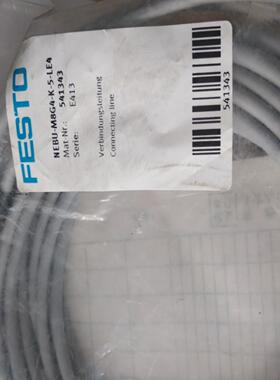 FESTO
NEBU-M8G4-K-5-LE4
Mat-Nr.: 541343
Serie: E413
Verbindungsleitung
Connecting line
541343